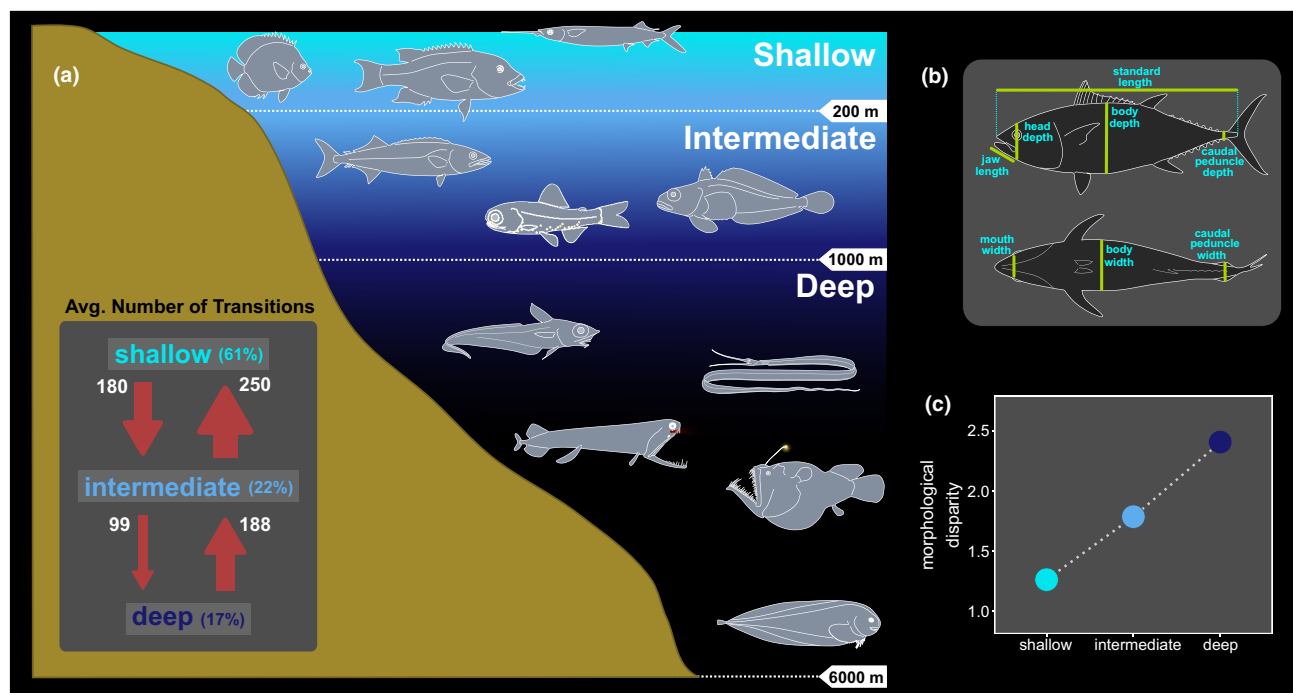 (a)
Shallow
200 m
Intermediate
1000 m
Deep
6000 m
Avg. Number of Transitions
shallow (61%)
180
250
intermediate (22%)
99
188
deep (17%)
(b)
standard
length
head
depth
body
depth
jaw
length
caudal
peduncle
depth
mouth
width
body
width
caudal
peduncle
width
(c)
morphological
disparity
2.5
2.0
1.5
1.0
shallow
intermediate
deep